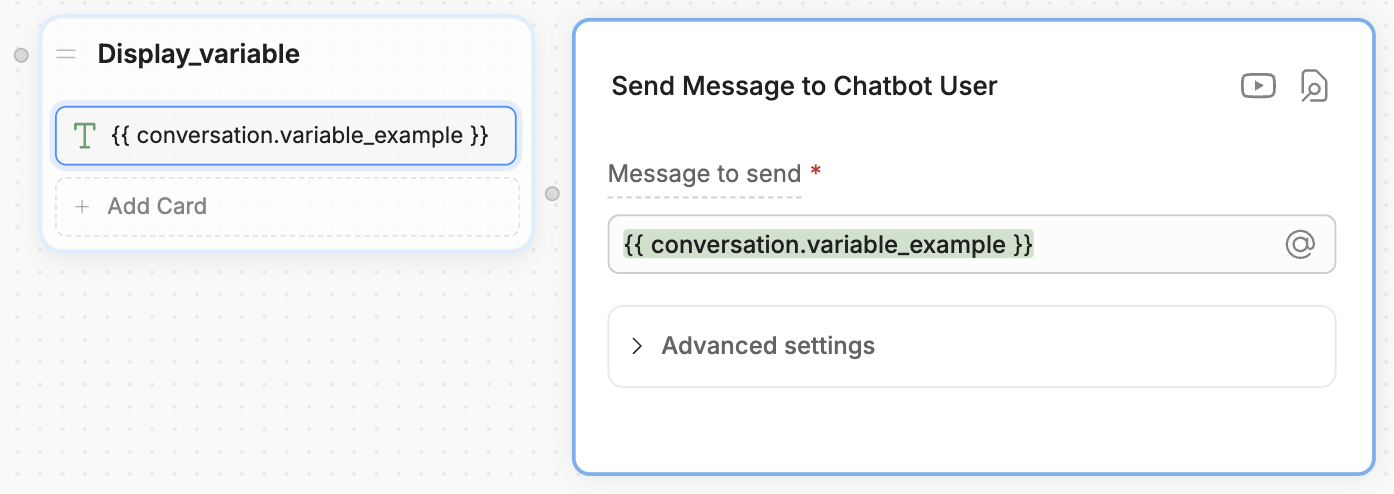 Display_variable
{{ conversation.variable_example }}
+ Add Card
Send Message to Chatbot User
Message to send *
{{ conversation.variable_example }}
Advanced settings